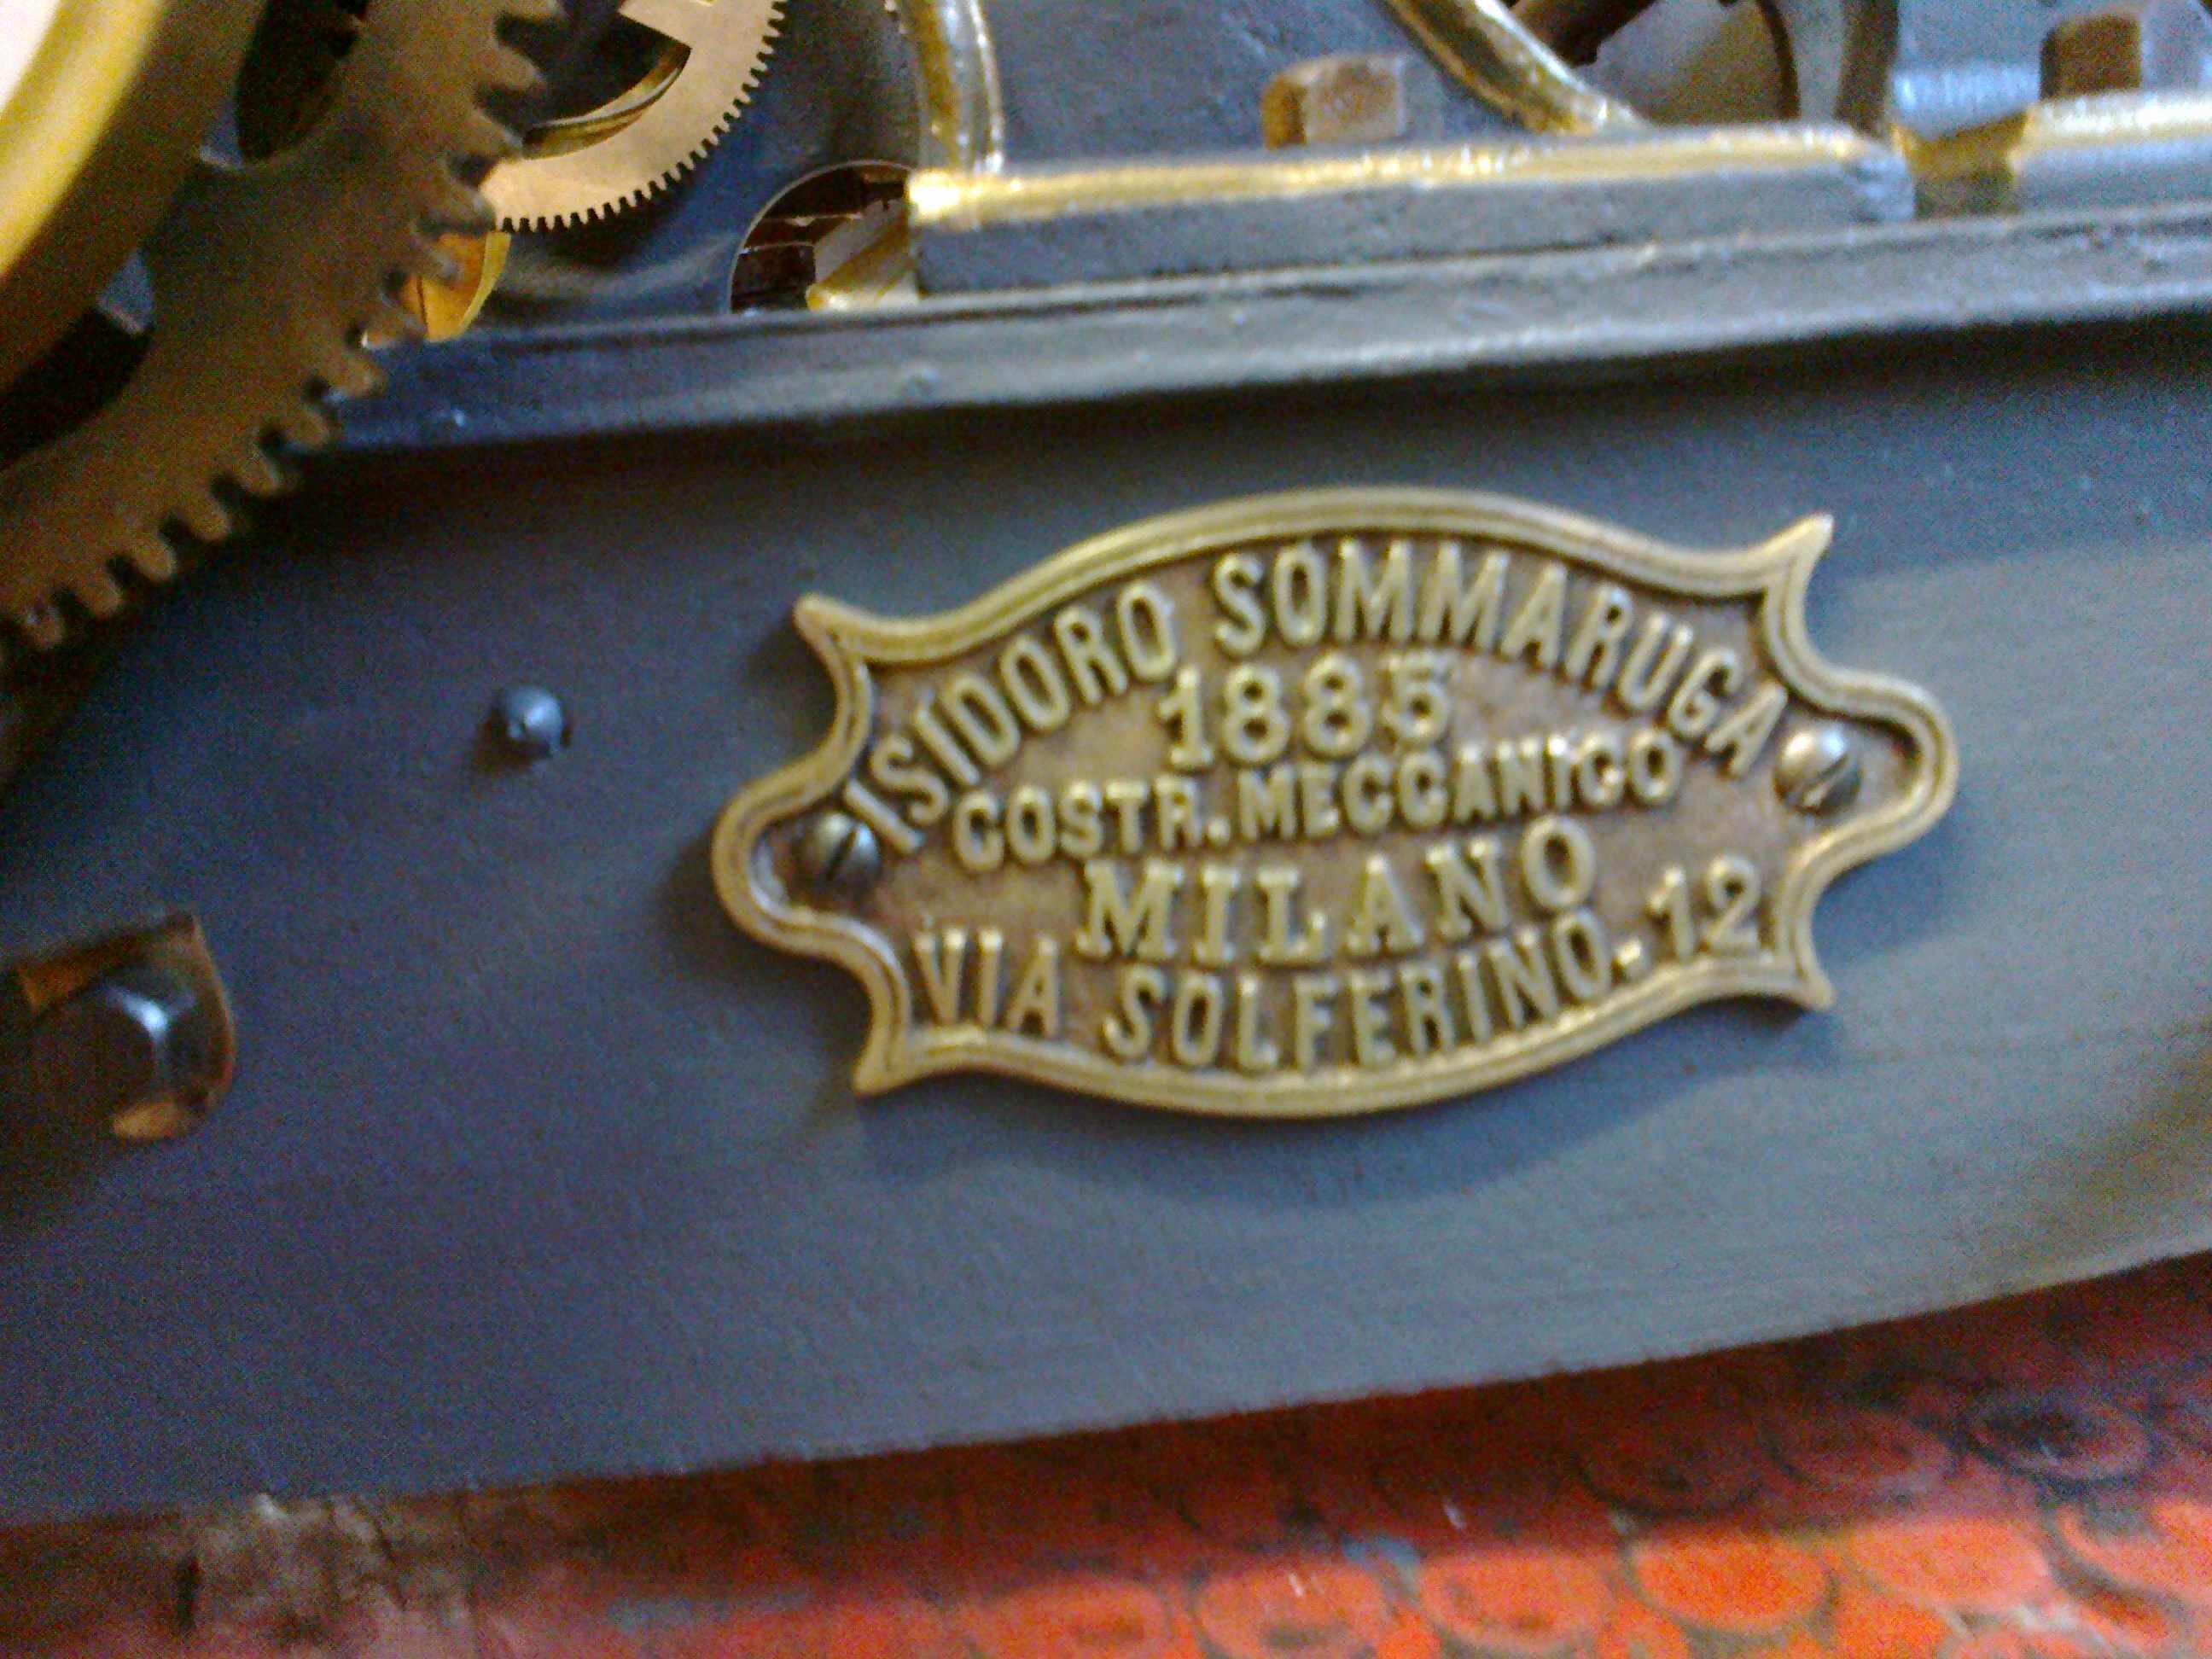 ISIDORO SOMMARUGA
1885
COSTR. MECCANICO
MILANO
VIA SOLFERINO-12